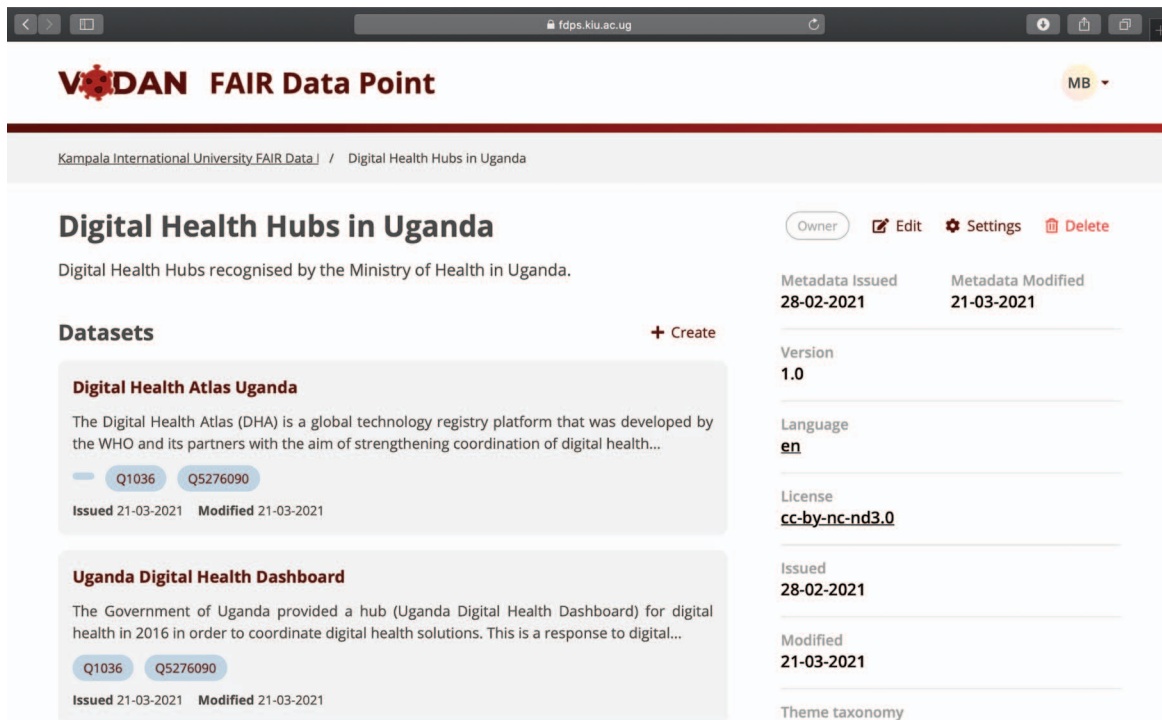 fdps.kiu.ac.ug
VODAN FAIR Data Point
MB
Kampala International University FAIR Data / Digital Health Hubs in Uganda
Digital Health Hubs in Uganda
Digital Health Hubs recognised by the Ministry of Health in Uganda.
Datasets
+ Create
Digital Health Atlas Uganda
The Digital Health Atlas (DHA) is a global technology registry platform that was developed by
the WHO and its partners with the aim of strengthening coordination of digital health...
Q1036 Q5276090
Issued 21-03-2021 Modified 21-03-2021
Uganda Digital Health Dashboard
The Government of Uganda provided a hub (Uganda Digital Health Dashboard) for digital
health in 2016 in order to coordinate digital health solutions. This is a response to digital...
Q1036 Q5276090
Issued 21-03-2021 Modified 21-03-2021
Owner Edit Settings Delete
Metadata Issued Metadata Modified
28-02-2021 21-03-2021
Version
1.0
Language
en
License
cc-by-nc-nd3.0
Issued
28-02-2021
Modified
21-03-2021
Theme taxonomy